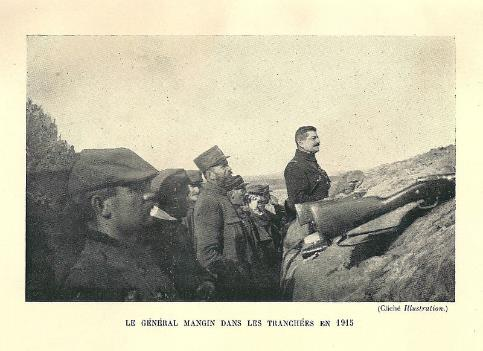 (Cliché Illustration.)
LE GÉNÉRAL MANGIN DANS LES TRANCHÉES EN 1915